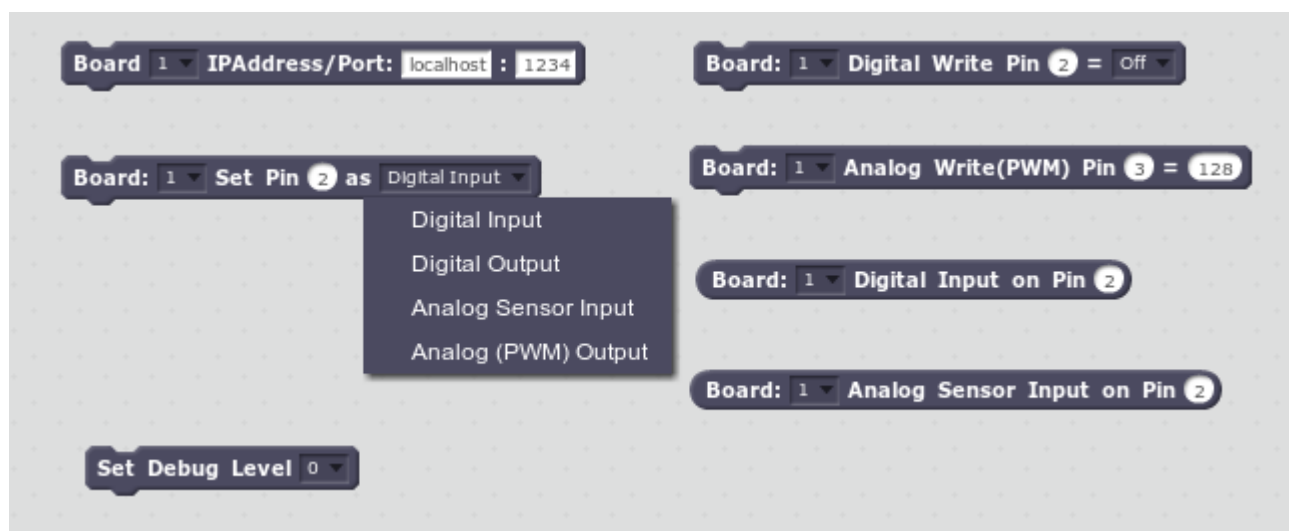 Board 1 IPAddress/Port: localhost : 1234
Board: 1 Digital Write Pin 2 = Off
Board: 1 Set Pin 2 as Digital Input
Digital Input
Digital Output
Analog Sensor Input
Analog (PWM) Output
Board: 1 Analog Write(PWM) Pin 3 = 128
Board: 1 Digital Input on Pin 2
Board: 1 Analog Sensor Input on Pin 2
Set Debug Level 0